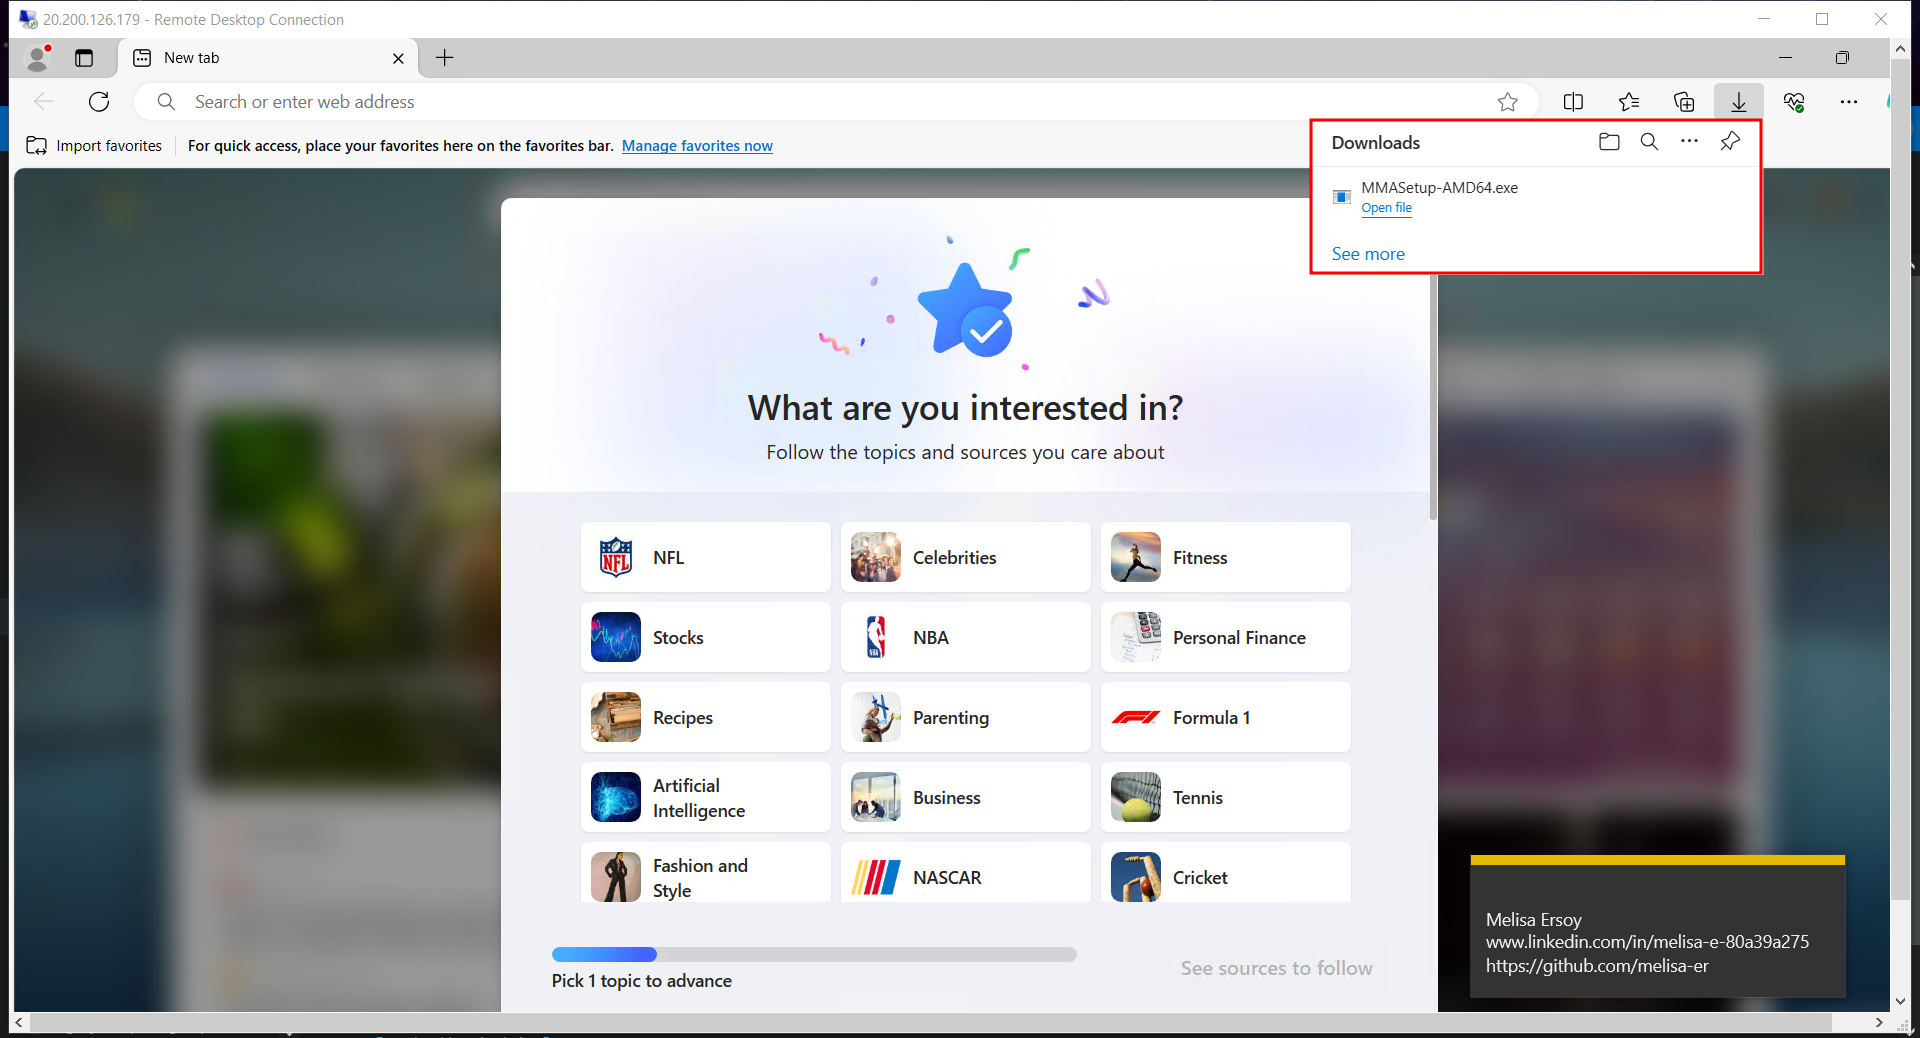 20.200.126.179 - Remote Desktop Connection
New tab
Search or enter web address
Import favorites
For quick access, place your favorites here on the favorites bar. Manage favorites now
Downloads
MMASetup-AMD64.exe
Open file
See more
What are you interested in?
Follow the topics and sources you care about
NFL
NFL
Celebrities
Fitness
Stocks
NBA
NBA
Personal Finance
Recipes
Parenting
Formula 1
Artificial
Intelligence
Business
Tennis
Fashion and
Style
NASCAR
Cricket
Pick 1 topic to advance
See sources to follow
Melisa Ersoy
www.linkedin.com/in/melisa-e-80a39a275
https://github.com/melisa-er